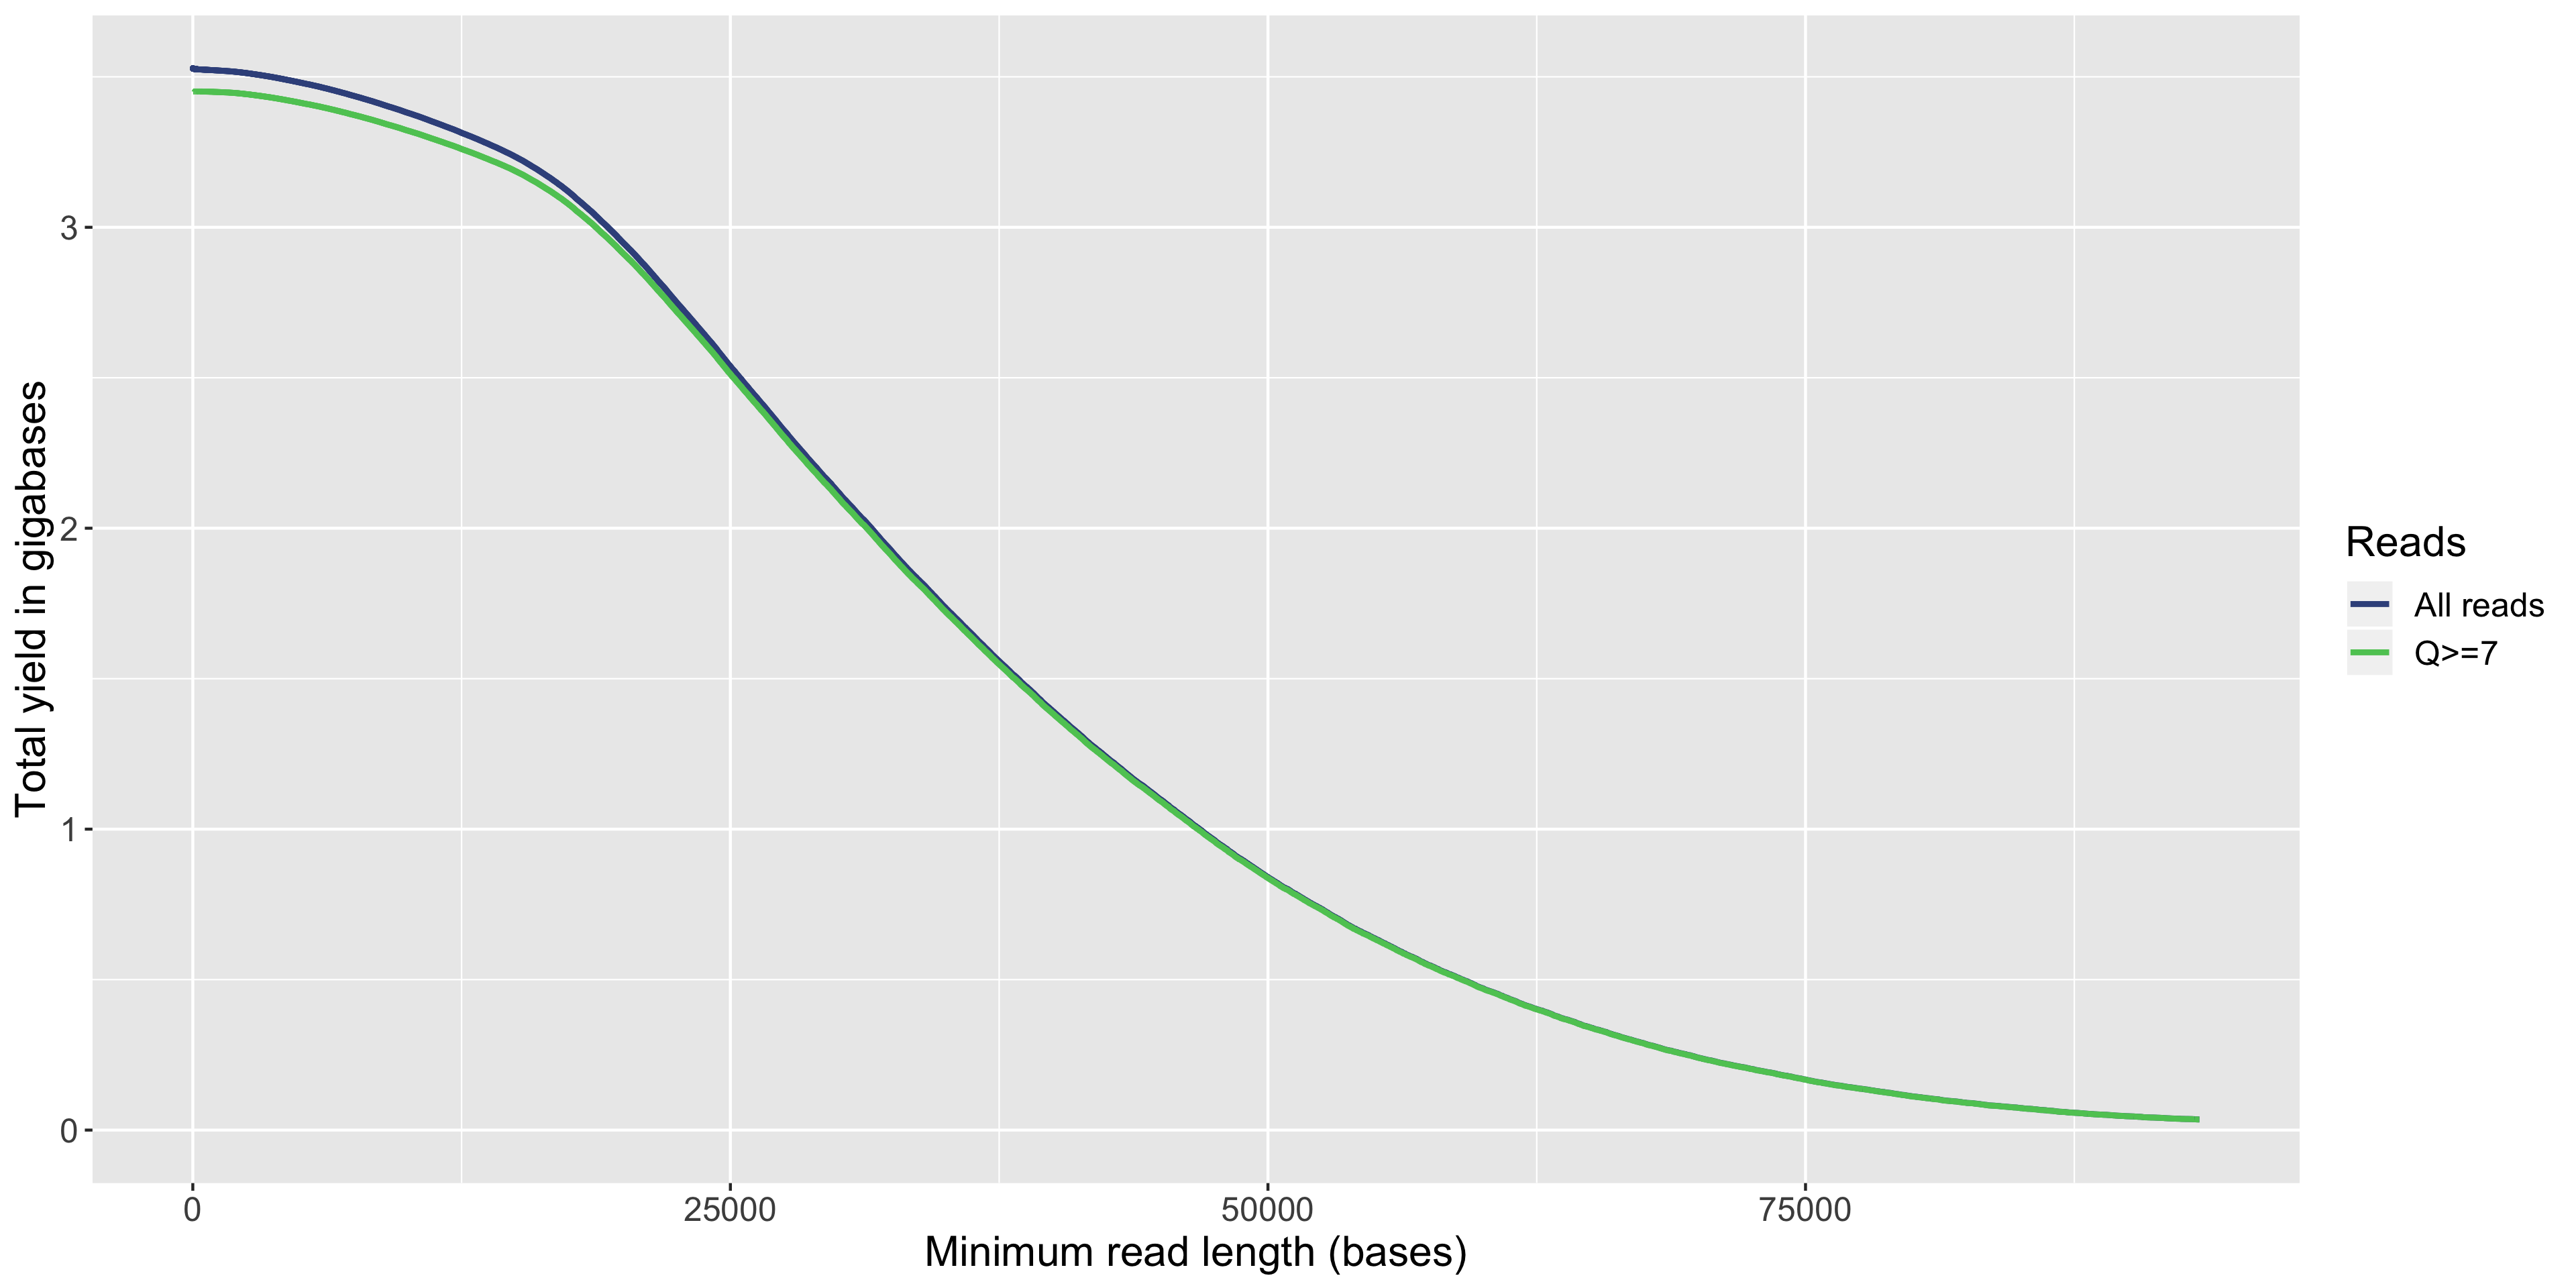 Total yield in gigabases
3
2
1
0
0 25000 50000 75000
Minimum read length (bases)
Reads
All reads
Q>=7